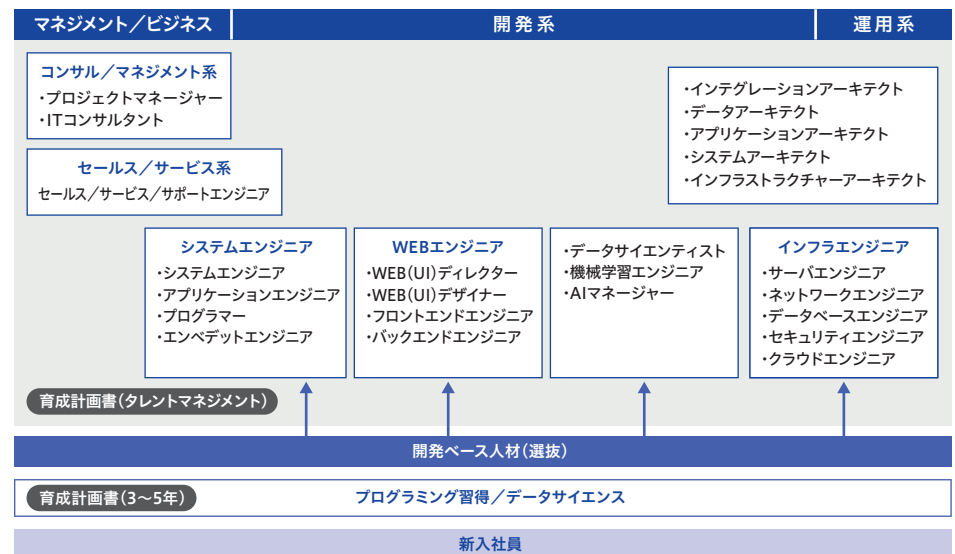 マネジメント／ビジネス
開発系
運用系
コンサル／マネジメント系
・プロジェクトマネージャー
・ITコンサルタント
セールス／サービス系
セールス／サービス／サポートエンジニア
・インテグレーションアーキテクト
・データアーキテクト
・アプリケーションアーキテクト
・システムアーキテクト
・インフラストラクチャーアーキテクト
システムエンジニア
・システムエンジニア
・アプリケーションエンジニア
・プログラマー
・エンベデットエンジニア
WEBエンジニア
・WEB(UI)ディレクター
・WEB(UI)デザイナー
・フロントエンドエンジニア
・バックエンドエンジニア
・データサイエンティスト
・機械学習エンジニア
・AIマネージャー
インフラエンジニア
・サーバエンジニア
・ネットワークエンジニア
・データベースエンジニア
・セキュリティエンジニア
・クラウドエンジニア
育成計画書(タレントマネジメント)
開発ベース人材(選抜)
育成計画書(3～5年)
プログラミング習得／データサイエンス
新入社員